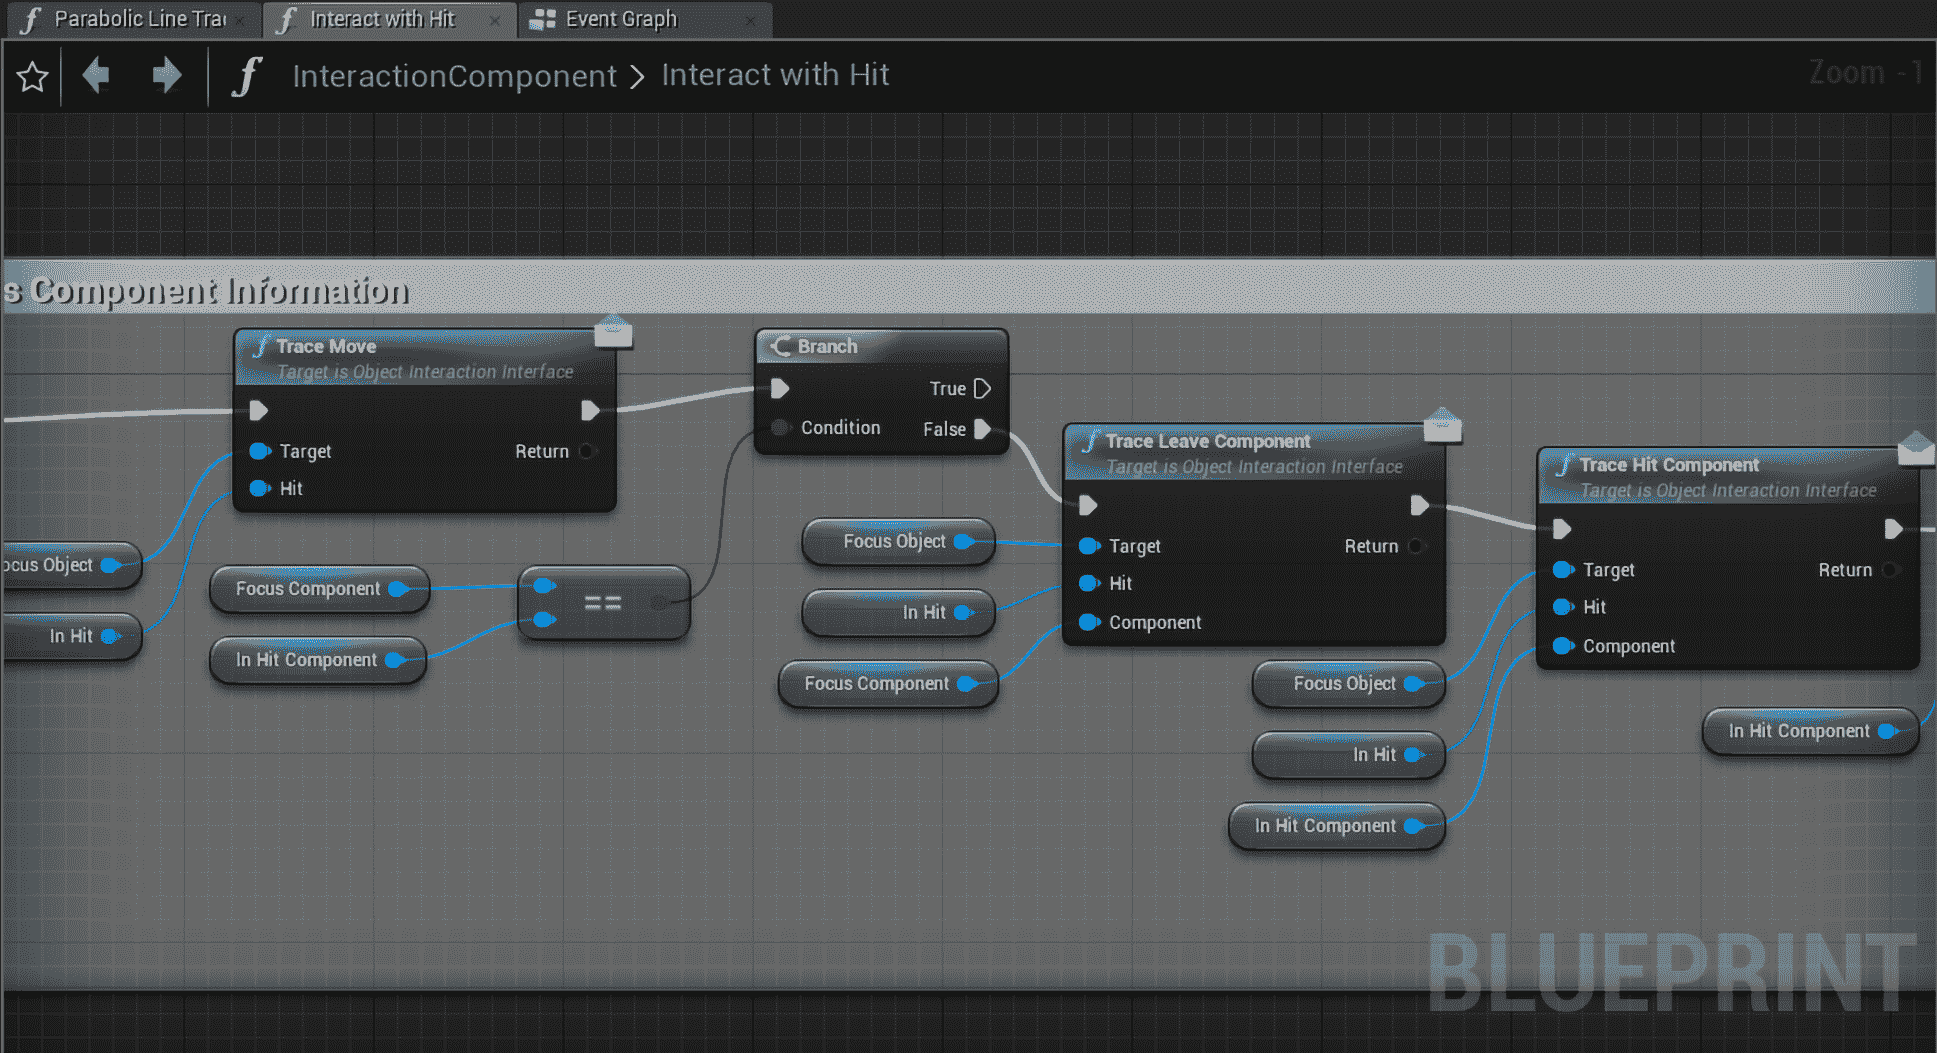 Parabolic Line Tra
Interact with Hit
Event Graph
InteractionComponent > Interact with Hit
Zoom -1
s Component Information
Trace Move
Target is Object Interaction Interface
Target
Return
Hit
Branch
True
Condition
False
Trace Leave Component
Target is Object Interaction Interface
Target
Return
Hit
Component
Trace Hit Component
Target is Object Interaction Interface
Target
Return
Hit
Component
ocus Object
In Hit
Focus Component
In Hit Component
==
Focus Object
In Hit
Focus Component
Focus Object
In Hit
In Hit Component
In Hit Component
BLUEPRINT